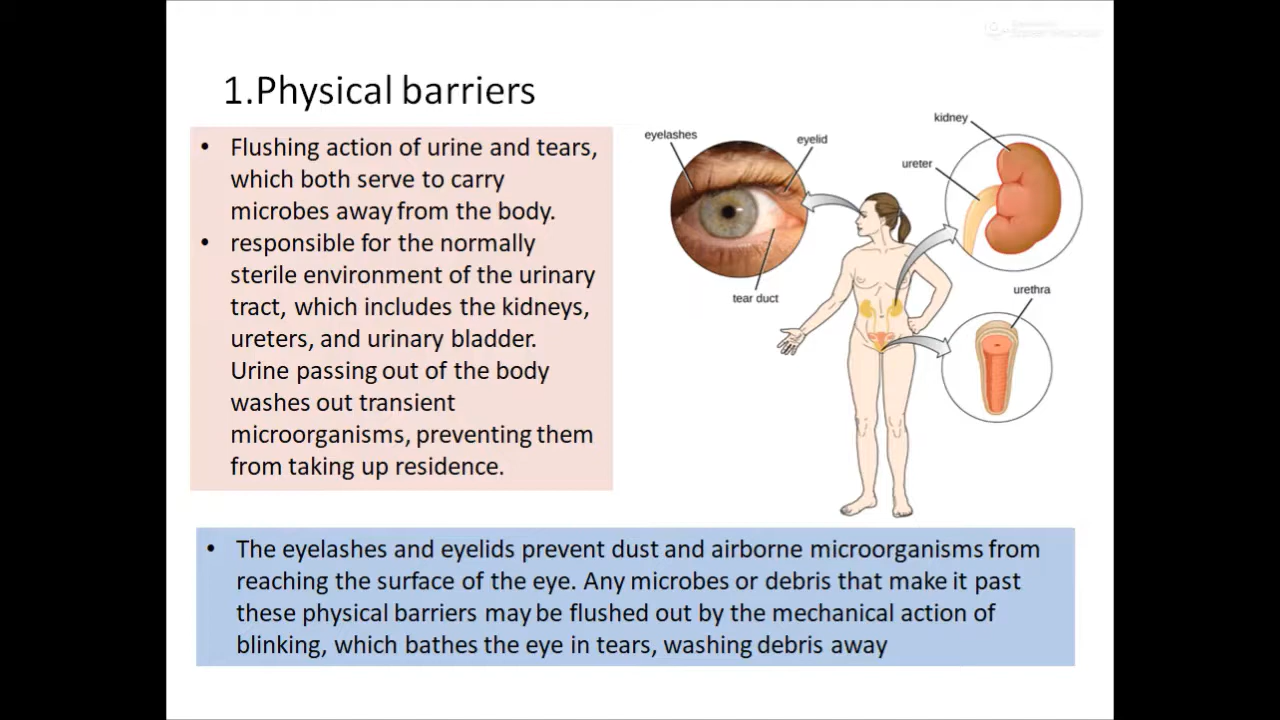 1.Physical barriers
• Flushing action of urine and tears,
which both serve to carry
microbes away from the body.
• responsible for the normally
sterile environment of the urinary
tract, which includes the kidneys,
ureters, and urinary bladder.
Urine passing out of the body
washes out transient
microorganisms, preventing them
from taking up residence.
eyelashes
eyelid
tear duct
kidney
ureter
urethra
• The eyelashes and eyelids prevent dust and airborne microorganisms from
reaching the surface of the eye. Any microbes or debris that make it past
these physical barriers may be flushed out by the mechanical action of
blinking, which bathes the eye in tears, washing debris away